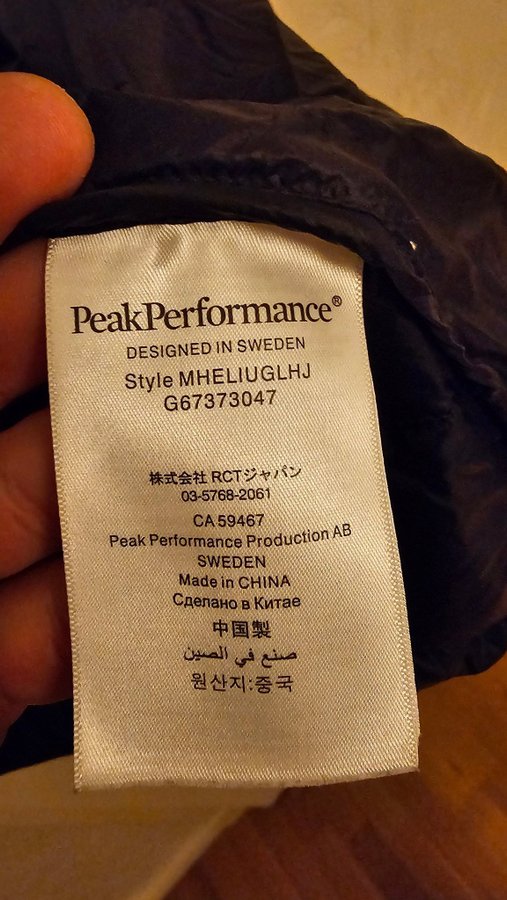 PeakPerformance®
DESIGNED IN SWEDEN
Style MHELIUGLHJ
G67373047
株式会社 RCTジャパン
03-5768-2061
CA 59467
Peak Performance Production AB
SWEDEN
Made in CHINA
Сделано в Китае
中国製
صنع في الصين
원산지:중국